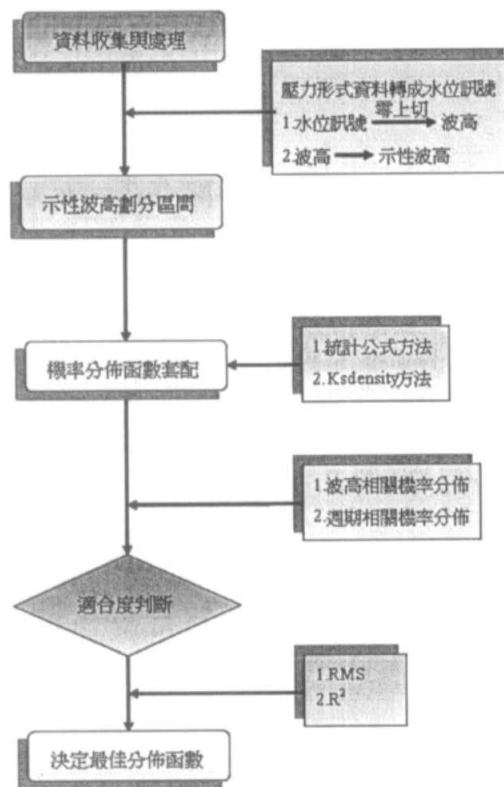 資料收集與處理
壓力形式資料轉成水位訊號
零上切
1.水位訊號 → 波高
2.波高 → 示性波高
示性波高劃分區間
機率分佈函數套配
1.統計公式方法
2.Ksdensity方法
1.波高相關機率分佈
2.週期相關機率分佈
適合度判斷
1.RMS
2.R²
決定最佳分佈函數